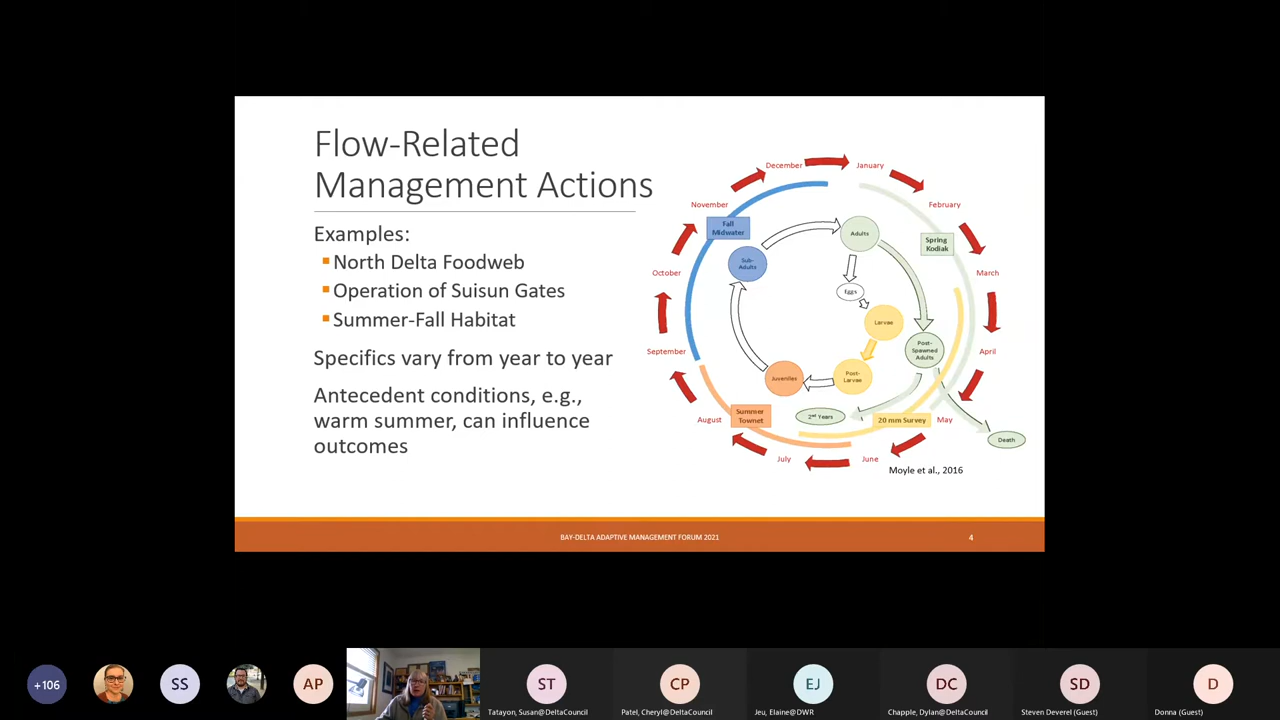 Flow-Related
Management Actions
Examples:
North Delta Foodweb
Operation of Suisun Gates
Summer-Fall Habitat
Specifics vary from year to year
Antecedent conditions, e.g.,
warm summer, can influence
outcomes
December
January
November
February
Fall
Midwater
Adults
Spring
Kodiak
Sub-
Adults
October
March
Eggs
Larvae
September
Post-
Spawned
Adults
April
Juveniles
Post-
Larvae
August
Summer
Townet
2nd Years
20 mm Survey
May
Death
July
June
Moyle et al., 2016
BAY-DELTA ADAPTIVE MANAGEMENT FORUM 2021
4
+106
SS
AP
ST
CP
EJ
DC
SD
D
Tatayon, Susan@DeltaCouncil
Patel, Cheryl@DeltaCouncil
Jeu, Elaine@DWR
Chapple, Dylan@DeltaCouncil
Steven Deverel (Guest)
Donna (Guest)